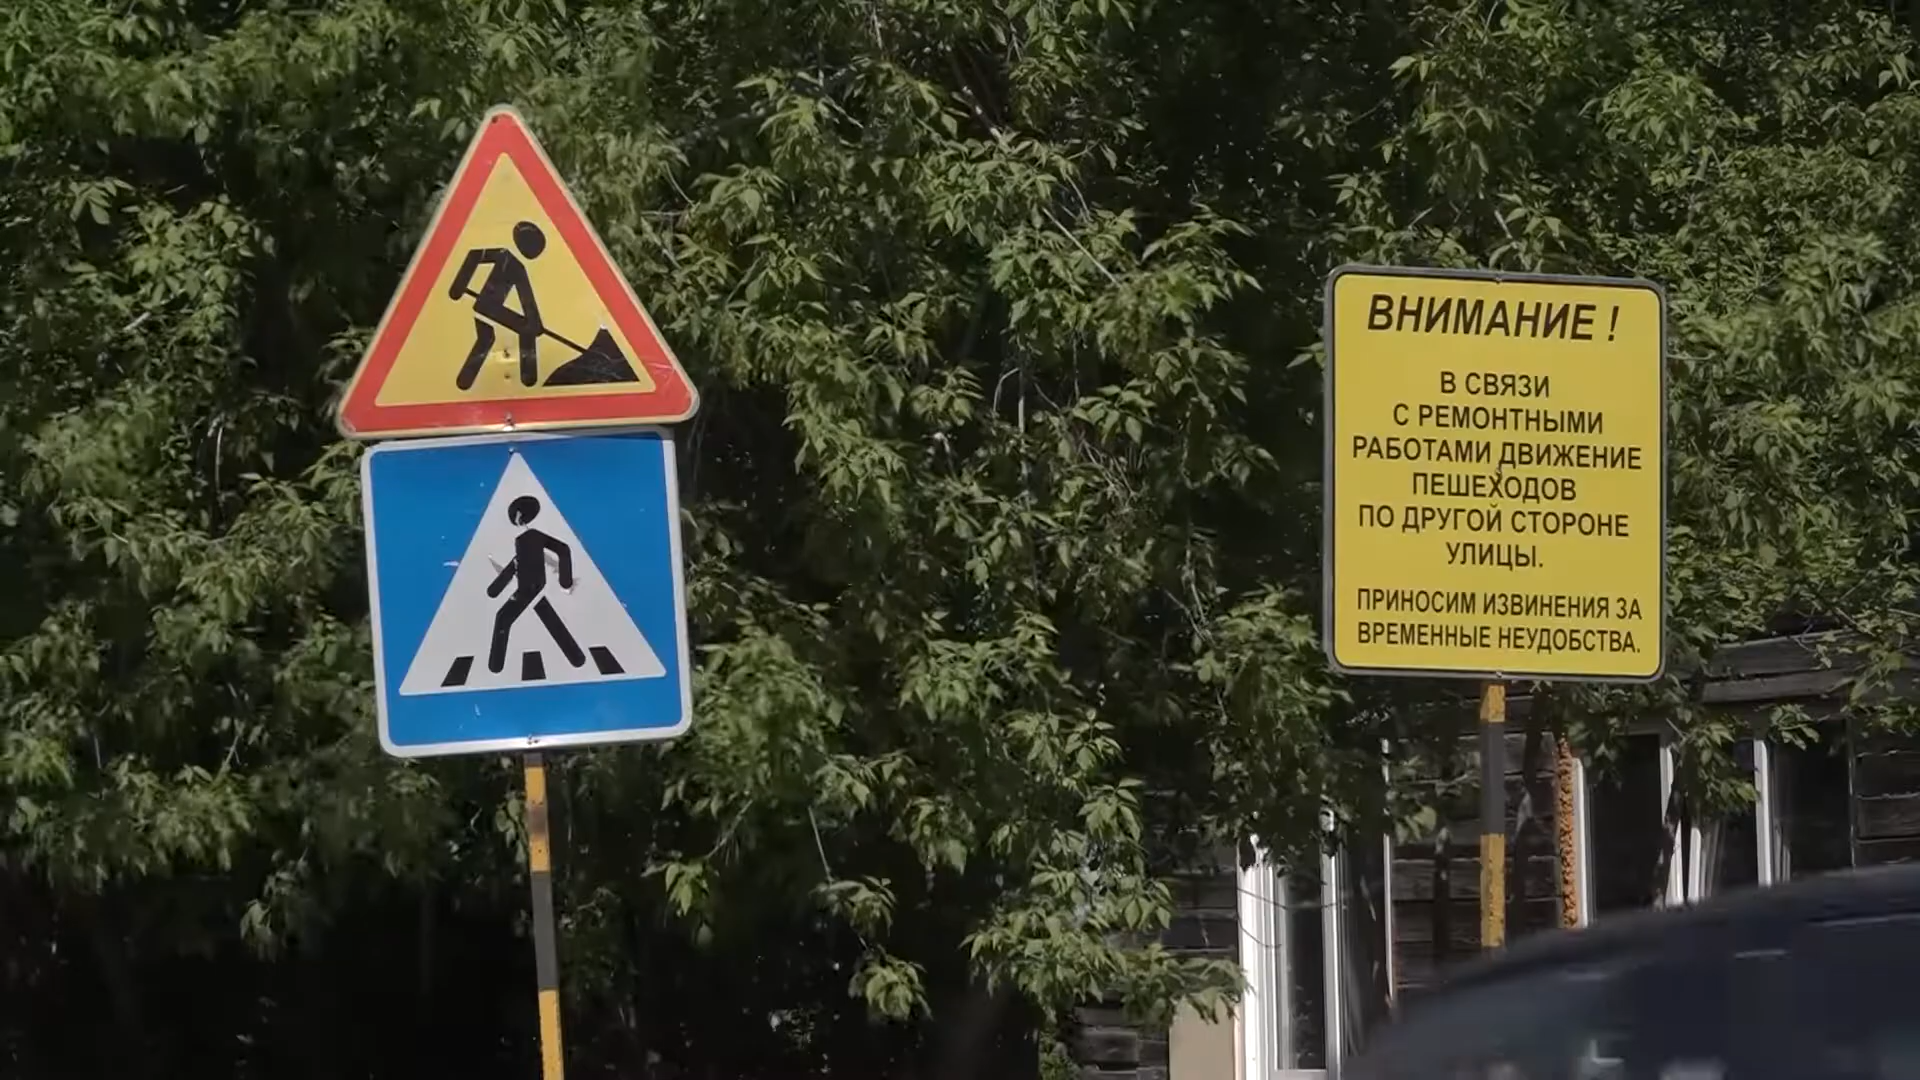 ВНИМАНИЕ !
В СВЯЗИ
С РЕМОНТНЫМИ
РАБОТАМИ ДВИЖЕНИЕ
ПЕШЕХОДОВ
ПО ДРУГОЙ СТОРОНЕ
УЛИЦЫ.
ПРИНОСИМ ИЗВИНЕНИЯ ЗА
ВРЕМЕННЫЕ НЕУДОБСТВА.